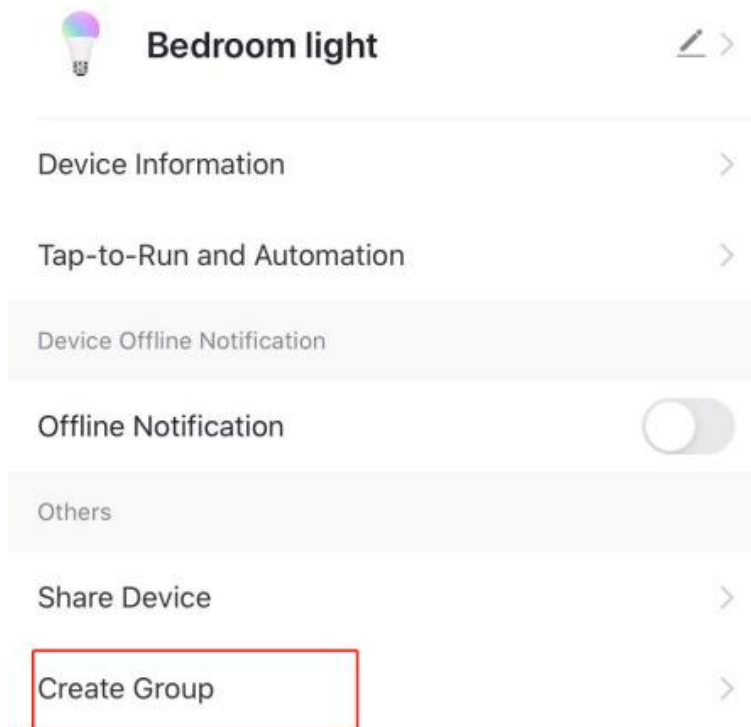 Bedroom light
Device Information
Tap-to-Run and Automation
Device Offline Notification
Offline Notification
Others
Share Device
Create Group